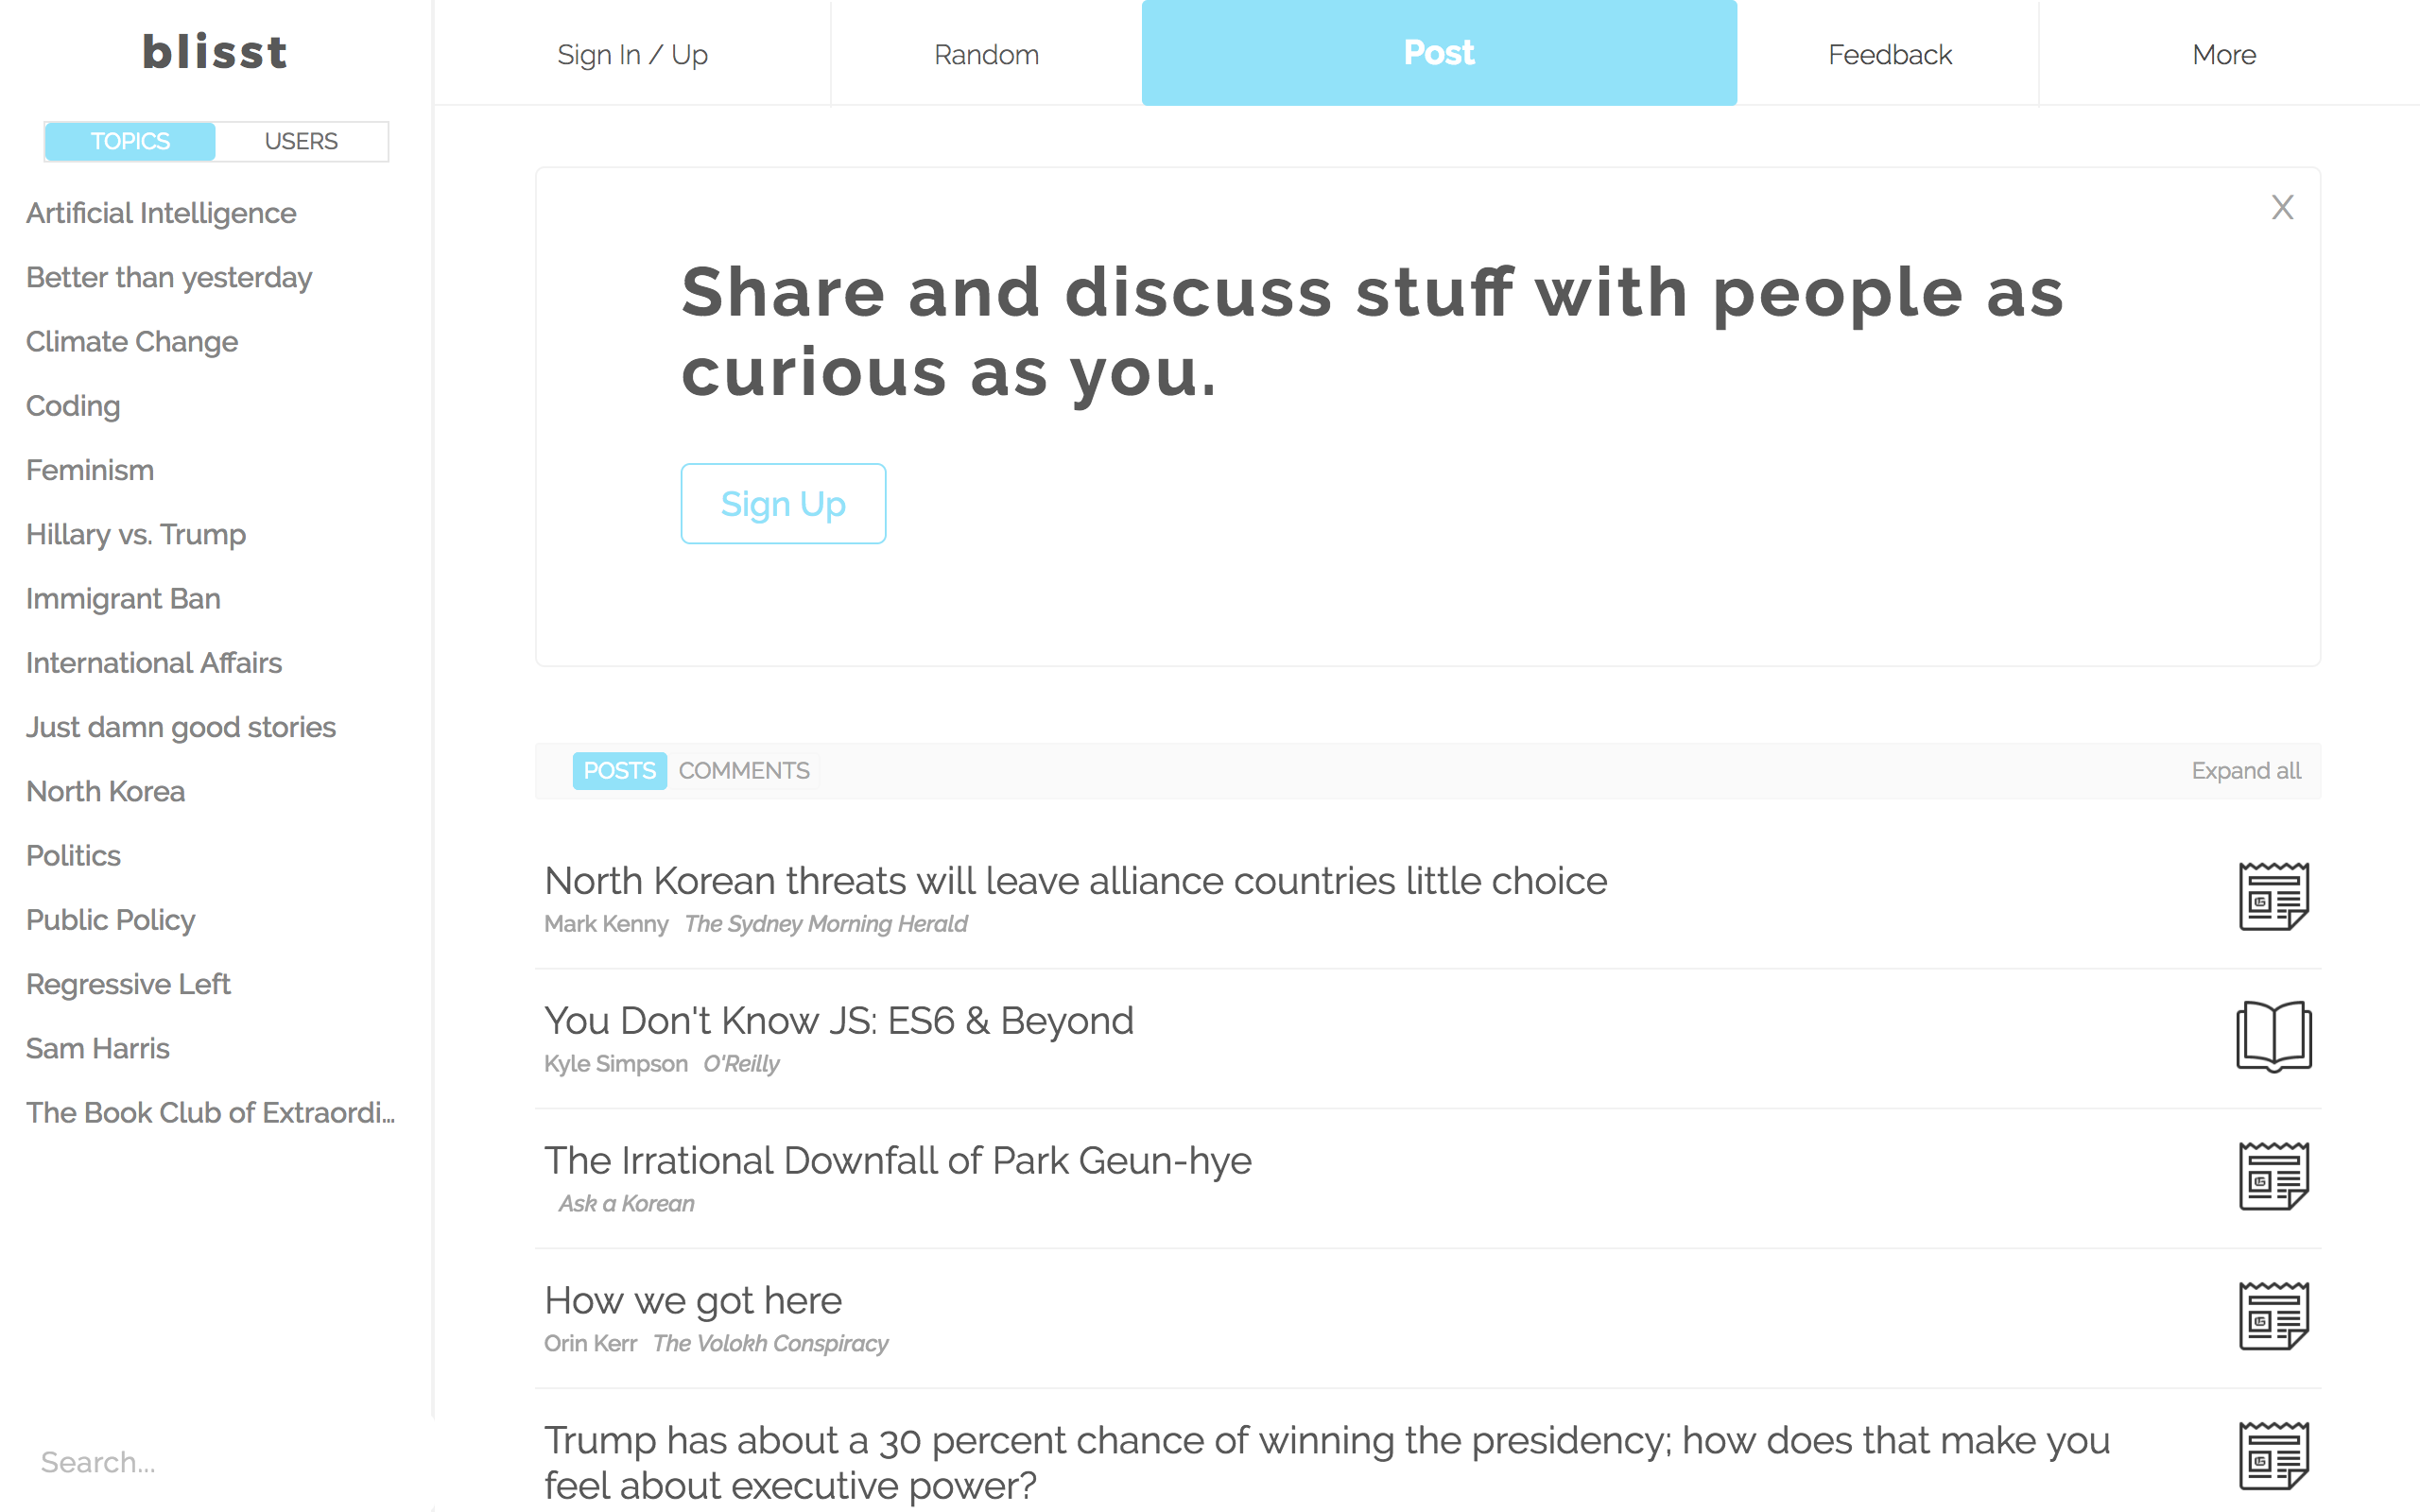 blisst
Sign In / Up
Random
Post
Feedback
More
TOPICS
USERS
Artificial Intelligence
Better than yesterday
Climate Change
Coding
Feminism
Hillary vs. Trump
Immigrant Ban
International Affairs
Just damn good stories
North Korea
Politics
Public Policy
Regressive Left
Sam Harris
The Book Club of Extraordi...
Search...
X
Share and discuss stuff with people as
curious as you.
Sign Up
POSTS
COMMENTS
Expand all
North Korean threats will leave alliance countries little choice
Mark Kenny The Sydney Morning Herald
You Don't Know JS: ES6 & Beyond
Kyle Simpson O'Reilly
The Irrational Downfall of Park Geun-hye
Ask a Korean
How we got here
Orin Kerr The Volokh Conspiracy
Trump has about a 30 percent chance of winning the presidency; how does that make you
feel about executive power?